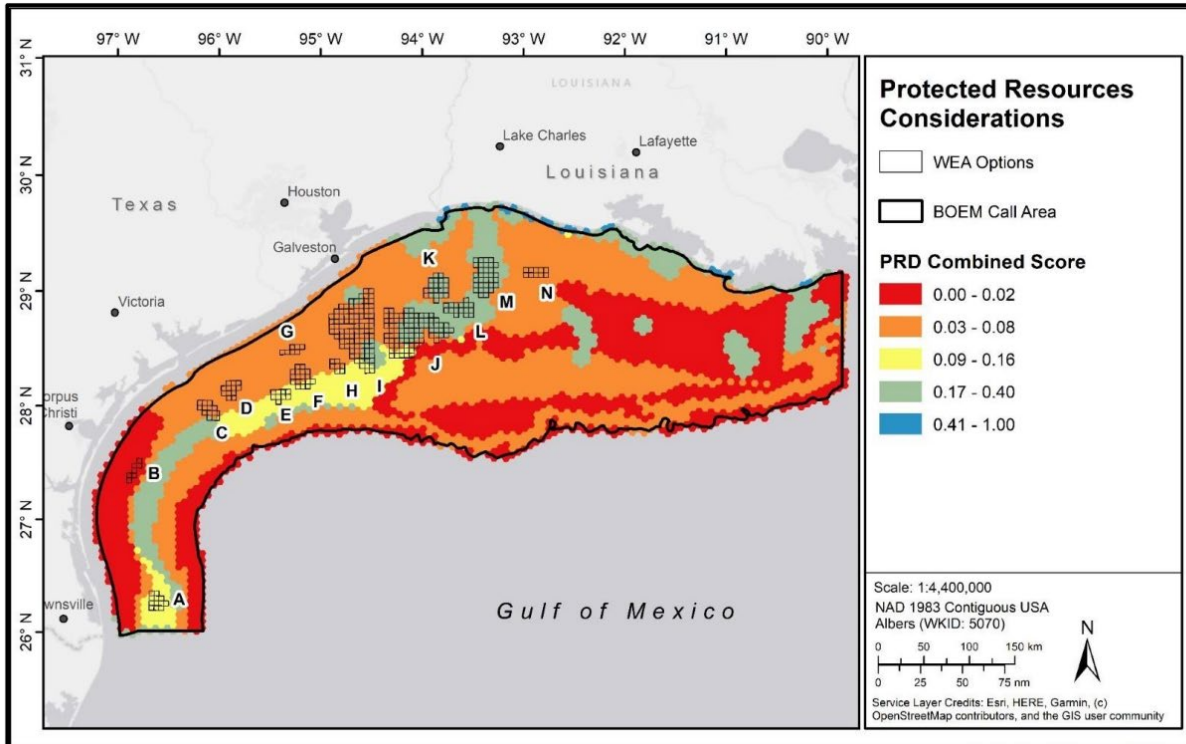 97° W 96° W 95° W 94° W 93° W 92° W 91° W 90° W
31° N
30° N
29° N
28° N
27° N
26° N
LOUISIANA
Lake Charles
Lafayette
Louisiana
Texas
Houston
Galveston
Victoria
orpus
Christi
wnsville
K
M
N
G
L
J
I
H
F
E
D
C
B
A
Gulf of Mexico
Protected Resources
Considerations
WEA Options
BOEM Call Area
PRD Combined Score
0.00 - 0.02
0.03 - 0.08
0.09 - 0.16
0.17 - 0.40
0.41 - 1.00
Scale: 1:4,400,000
NAD 1983 Contiguous USA
Albers (WKID: 5070)
N
0 50 100 150 km
0 25 50 75 nm
Service Layer Credits: Esri, HERE, Garmin, (c)
OpenStreetMap contributors, and the GIS user community